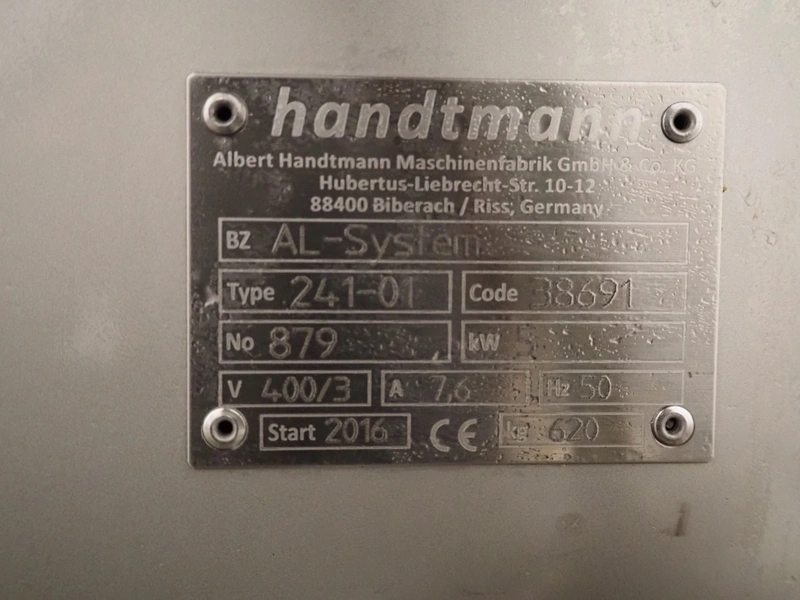 handtmann
Albert Handtmann Maschinenfabrik GmbH & Co. KG
Hubertus-Liebrecht-Str. 10-12
88400 Biberach / Riss, Germany
BZ AL-System
Type 241-01 Code 38691
No 879 kW
V 400/3 A 7,6 Hz 50
Start 2016 CE kg 620